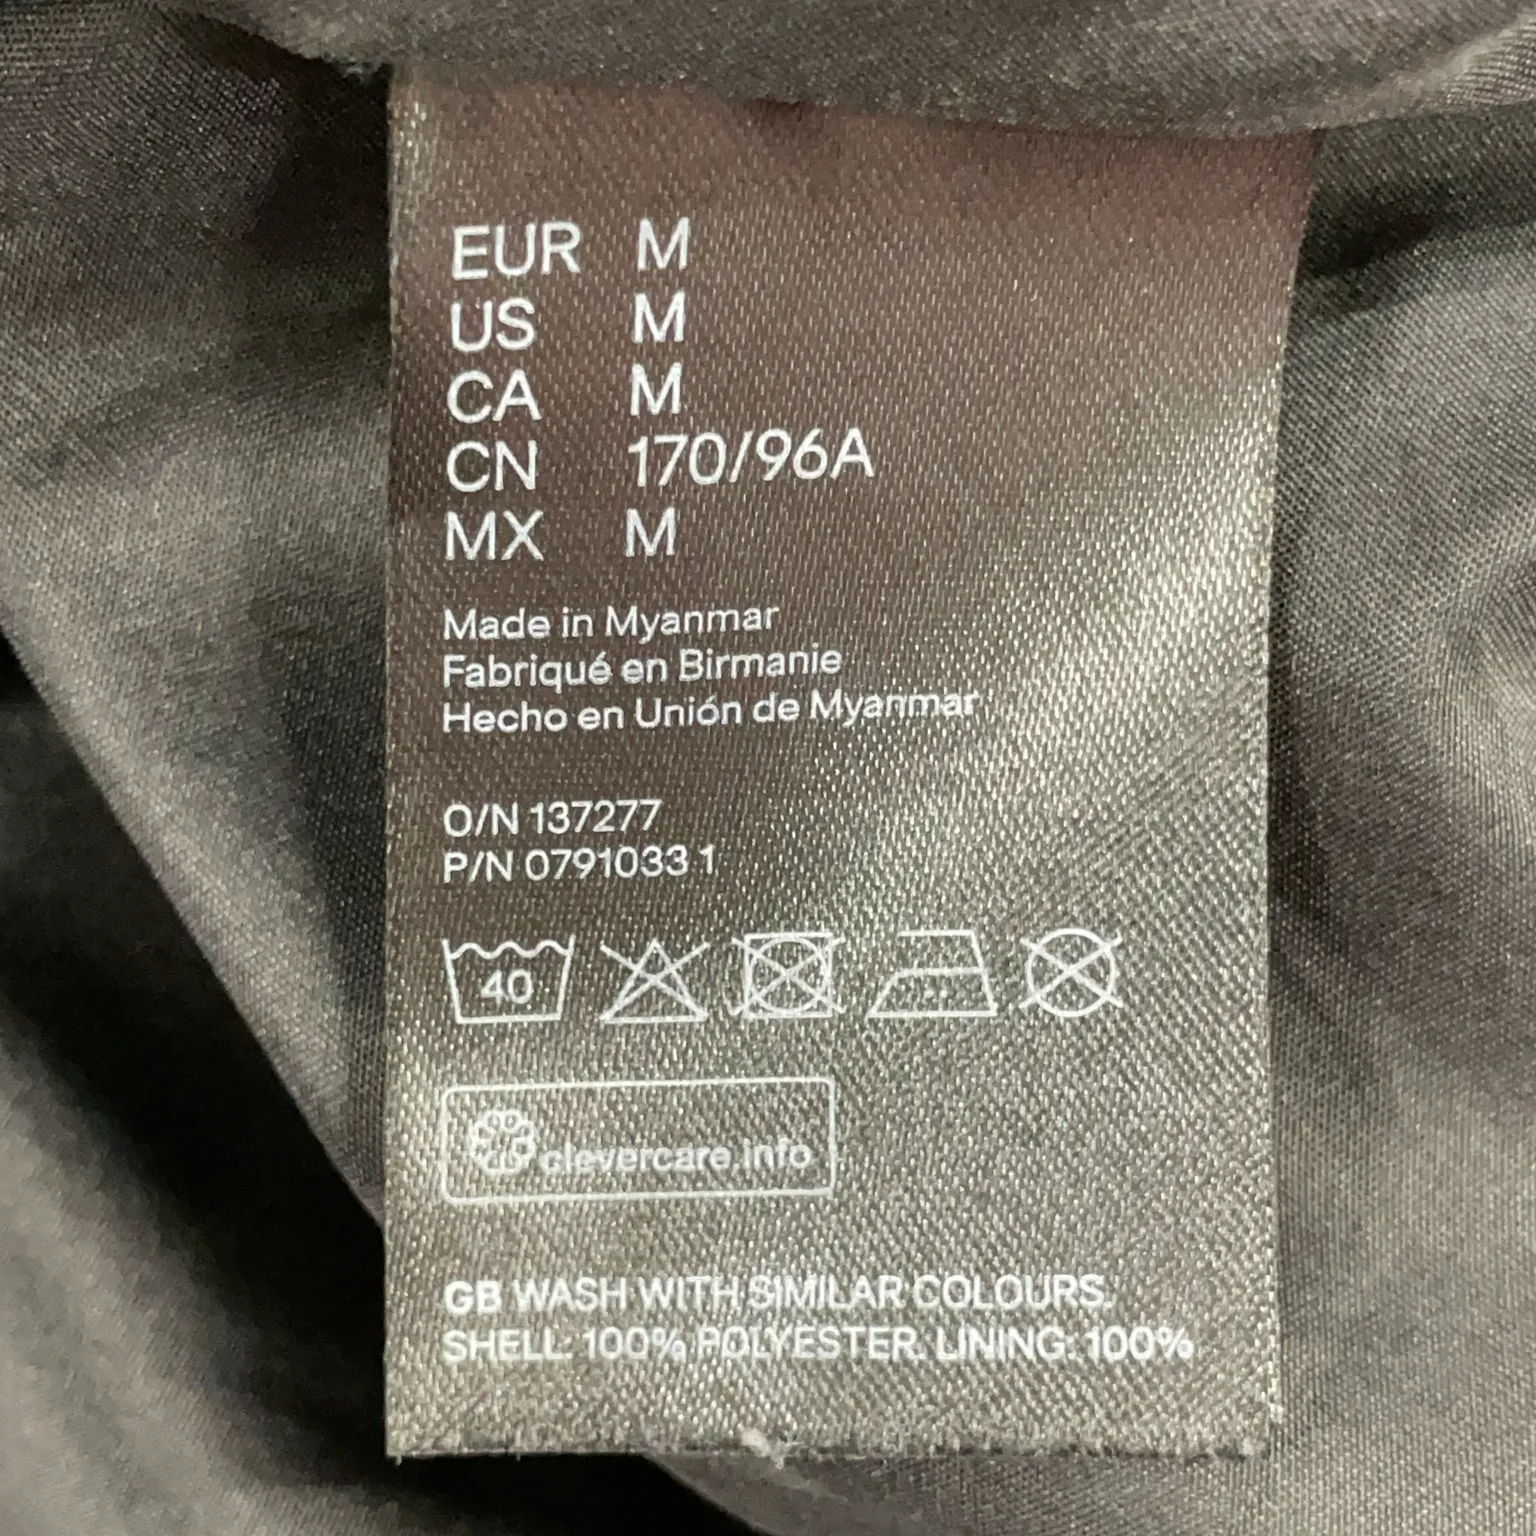 EUR M
US M
CA M
CN 170/96A
MX M
Made in Myanmar
Fabriqué en Birmanie
Hecho en Unión de Myanmar
O/N 137277
P/N 0791033 1
40
clevercare.info
GB WASH WITH SIMILAR COLOURS.
SHELL: 100% POLYESTER. LINING: 100%